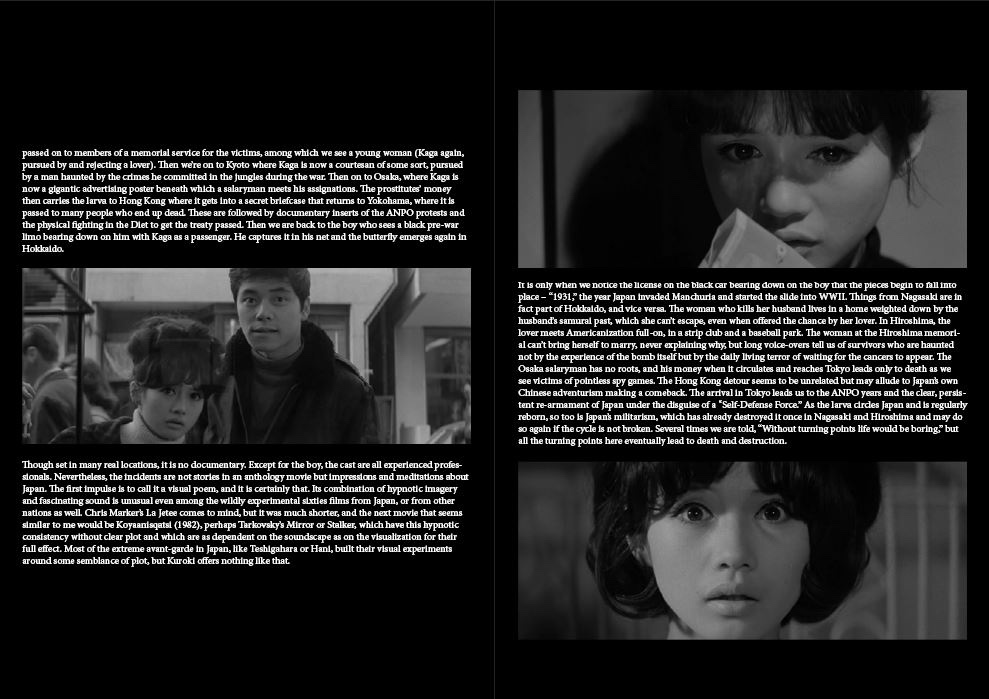 passed on to members of a memorial service for the victims, among which we see a young woman (Kaga again,
pursued by and rejecting a lover). Then we're on to Kyoto where Kaga is now a courtesan of some sort, pursued
by a man haunted by the crimes he committed in the jungles during the war. Then on to Osaka, where Kaga is
now a gigantic advertising poster beneath which a salaryman meets his assignations. The prostitutes' money
then carries the larva to Hong Kong where it gets into a secret briefcase that returns to Yokohama, where it is
passed to many people who end up dead. These are followed by documentary inserts of the ANPO protests and
the physical fighting in the Diet to get the treaty passed. Then we are back to the boy who sees a black pre-war
limo bearing down on him with Kaga as a passenger. He captures it in his net and the butterfly emerges again in
Hokkaido.
Though set in many real locations, it is no documentary. Except for the boy, the cast are all experienced profes-
sionals. Nevertheless, the incidents are not stories in an anthology movie but impressions and meditations about
Japan. The first impulse is to call it a visual poem, and it is certainly that. Its combination of hypnotic imagery
and fascinating sound is unusual even among the wildly experimental sixties films from Japan, or from other
nations as well. Chris Marker's La Jetee comes to mind, but it was much shorter, and the next movie that seems
similar to me would be Koyaanisqatsi (1982), perhaps Tarkovsky's Mirror or Stalker, which have this hypnotic
consistency without clear plot and which are as dependent on the soundscape as on the visualization for their
full effect. Most of the extreme avant-garde in Japan, like Teshigahara or Hani, built their visual experiments
around some semblance of plot, but Kuroki offers nothing like that.
It is only when we notice the license on the black car bearing down on the boy that the pieces begin to fall into
place – "1931," the year Japan invaded Manchuria and started the slide into WWII. Things from Nagasaki are in
fact part of Hokkaido, and vice versa. The woman who kills her husband lives in a home weighted down by the
husband's samurai past, which she can't escape, even when offered the chance by her lover. In Hiroshima, the
lover meets Americanization full-on, in a strip club and a baseball park. The woman at the Hiroshima memori-
al can't bring herself to marry, never explaining why, but long voice-overs tell us of survivors who are haunted
not by the experience of the bomb itself but by the daily living terror of waiting for the cancers to appear. The
Osaka salaryman has no roots, and his money when it circulates and reaches Tokyo leads only to death as we
see victims of pointless spy games. The Hong Kong detour seems to be unrelated but may allude to Japan's own
Chinese adventurism making a comeback. The arrival in Tokyo leads us to the ANPO years and the clear, persis-
tent re-armament of Japan under the disguise of a "Self-Defense Force." As the larva circles Japan and is regularly
reborn, so too is Japan's militarism, which has already destroyed it once in Nagasaki and Hiroshima and may do
so again if the cycle is not broken. Several times we are told, "Without turning points life would be boring," but
all the turning points here eventually lead to death and destruction.